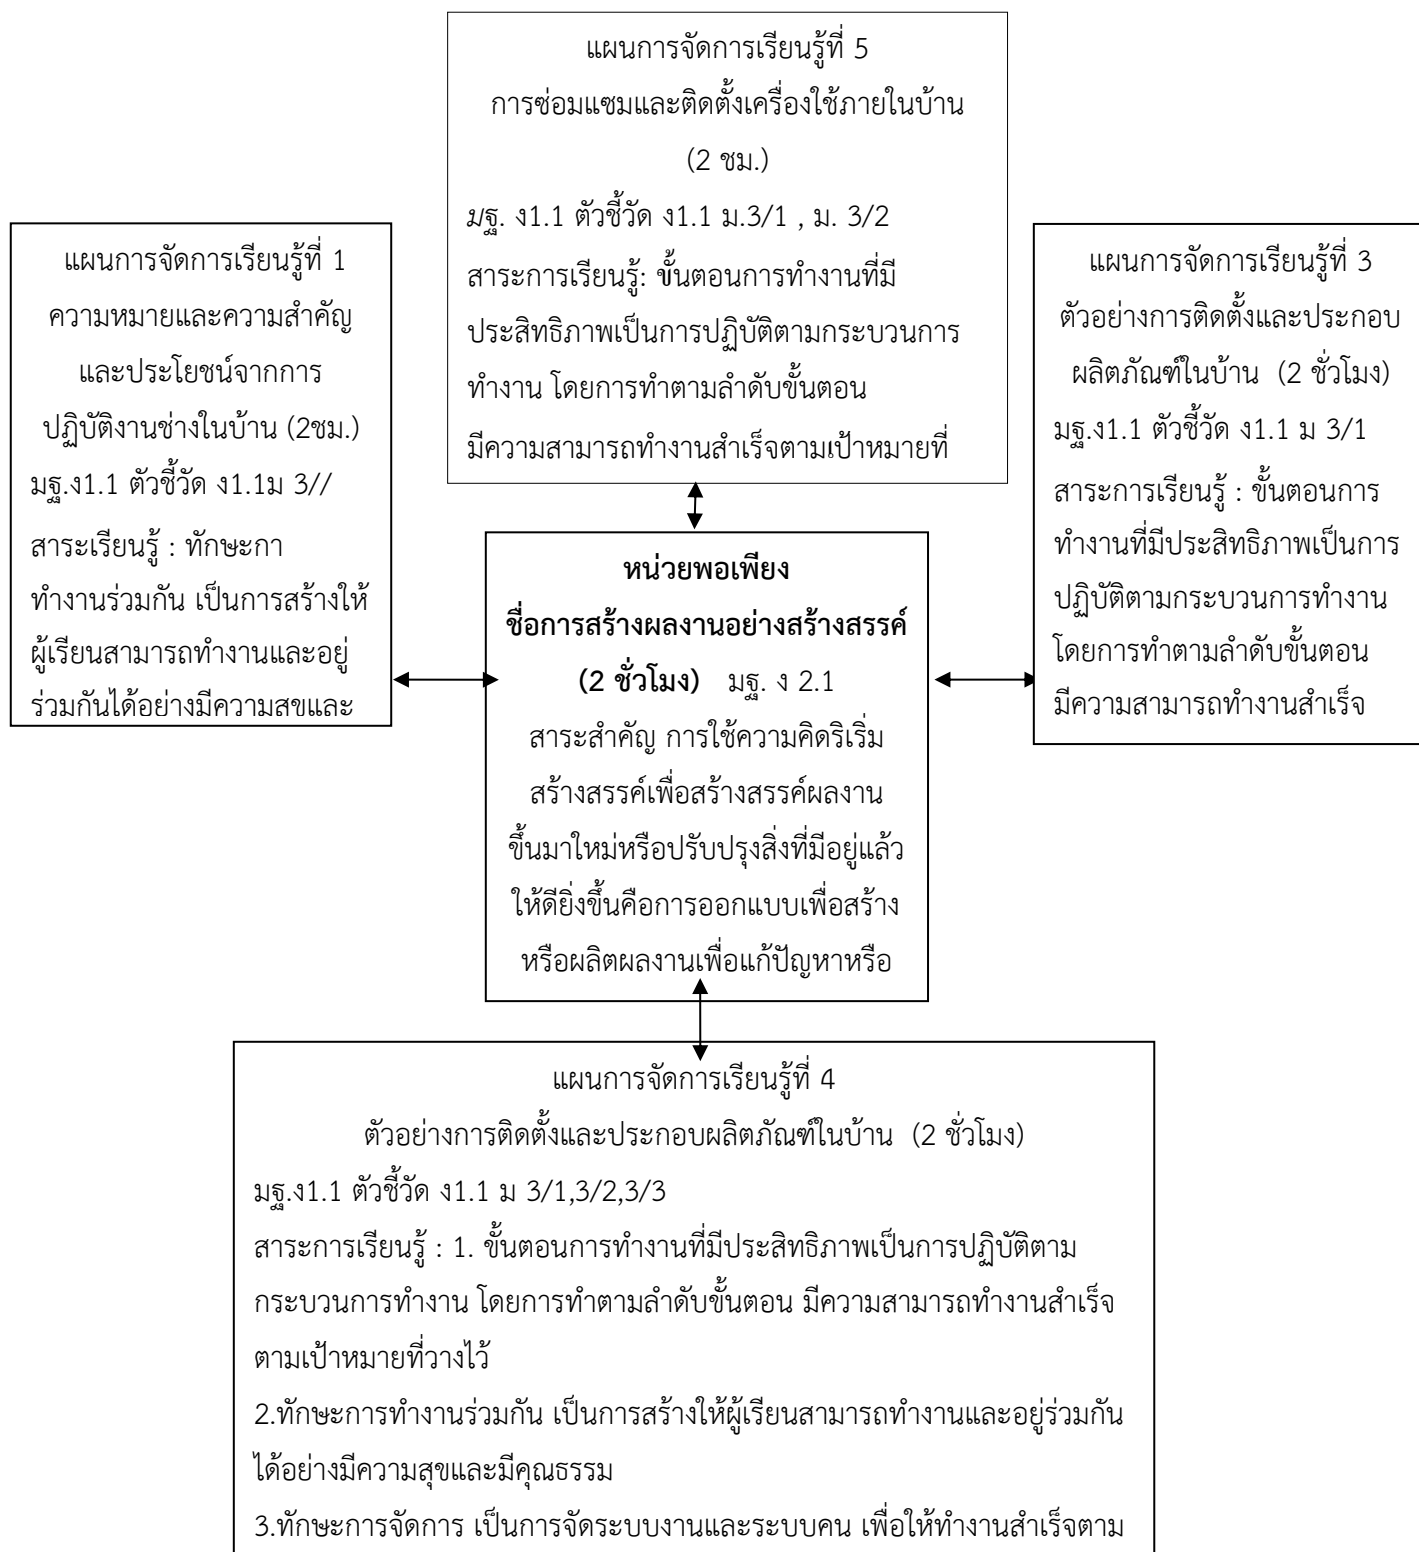 แผนการจัดการเรียนรู้ที่ 5
การซ่อมแซมและติดตั้งเครื่องใช้ภายในบ้าน
(2 ชม.)
มฐ. ง1.1 ตัวชี้วัด ง1.1 ม.3/1 , ม. 3/2
สาระการเรียนรู้: ขั้นตอนการทำงานที่มี
ประสิทธิภาพเป็นการปฏิบัติตามกระบวนการ
ทำงาน โดยการทำตามลำดับขั้นตอน
มีความสามารถทำงานสำเร็จตามเป้าหมายที่
แผนการจัดการเรียนรู้ที่ 1
ความหมายและความสำคัญ
และประโยชน์จากการ
ปฏิบัติงานช่างในบ้าน (2ชม.)
มฐ.ง1.1 ตัวชี้วัด ง1.1ม 3//
สาระเรียนรู้ : ทักษะกา
ทำงานร่วมกัน เป็นการสร้างให้
ผู้เรียนสามารถทำงานและอยู่
ร่วมกันได้อย่างมีความสุขและ
หน่วยพอเพียง
ชื่อการสร้างผลงานอย่างสร้างสรรค์
(2 ชั่วโมง) มฐ. ง 2.1
สาระสำคัญ การใช้ความคิดริเริ่ม
สร้างสรรค์เพื่อสร้างสรรค์ผลงาน
ขึ้นมาใหม่หรือปรับปรุงสิ่งที่มีอยู่แล้ว
ให้ดียิ่งขึ้นคือการออกแบบเพื่อสร้าง
หรือผลิตผลงานเพื่อแก้ปัญหาหรือ
แผนการจัดการเรียนรู้ที่ 3
ตัวอย่างการติดตั้งและประกอบ
ผลิตภัณฑ์ในบ้าน (2 ชั่วโมง)
มฐ.ง1.1 ตัวชี้วัด ง1.1 ม 3/1
สาระการเรียนรู้ : ขั้นตอนการ
ทำงานที่มีประสิทธิภาพเป็นการ
ปฏิบัติตามกระบวนการทำงาน
โดยการทำตามลำดับขั้นตอน
มีความสามารถทำงานสำเร็จ
แผนการจัดการเรียนรู้ที่ 4
ตัวอย่างการติดตั้งและประกอบผลิตภัณฑ์ในบ้าน (2 ชั่วโมง)
มฐ.ง1.1 ตัวชี้วัด ง1.1 ม 3/1,3/2,3/3
สาระการเรียนรู้ : 1. ขั้นตอนการทำงานที่มีประสิทธิภาพเป็นการปฏิบัติตาม
กระบวนการทำงาน โดยการทำตามลำดับขั้นตอน มีความสามารถทำงานสำเร็จ
ตามเป้าหมายที่วางไว้
2.ทักษะการทำงานร่วมกัน เป็นการสร้างให้ผู้เรียนสามารถทำงานและอยู่ร่วมกัน
ได้อย่างมีความสุขและมีคุณธรรม
3.ทักษะการจัดการ เป็นการจัดระบบงานและระบบคน เพื่อให้ทำงานสำเร็จตาม